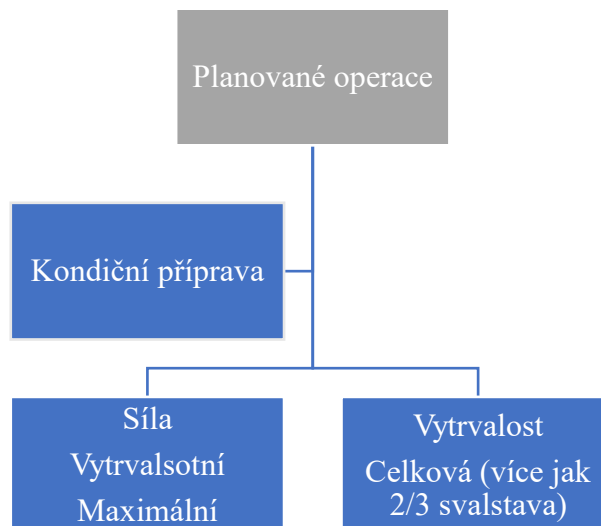 Planované operace
Kondiční příprava
Síla
Vytrvalsotní
Maximální
Vytrvalost
Celková (více jak
2/3 svalstava)